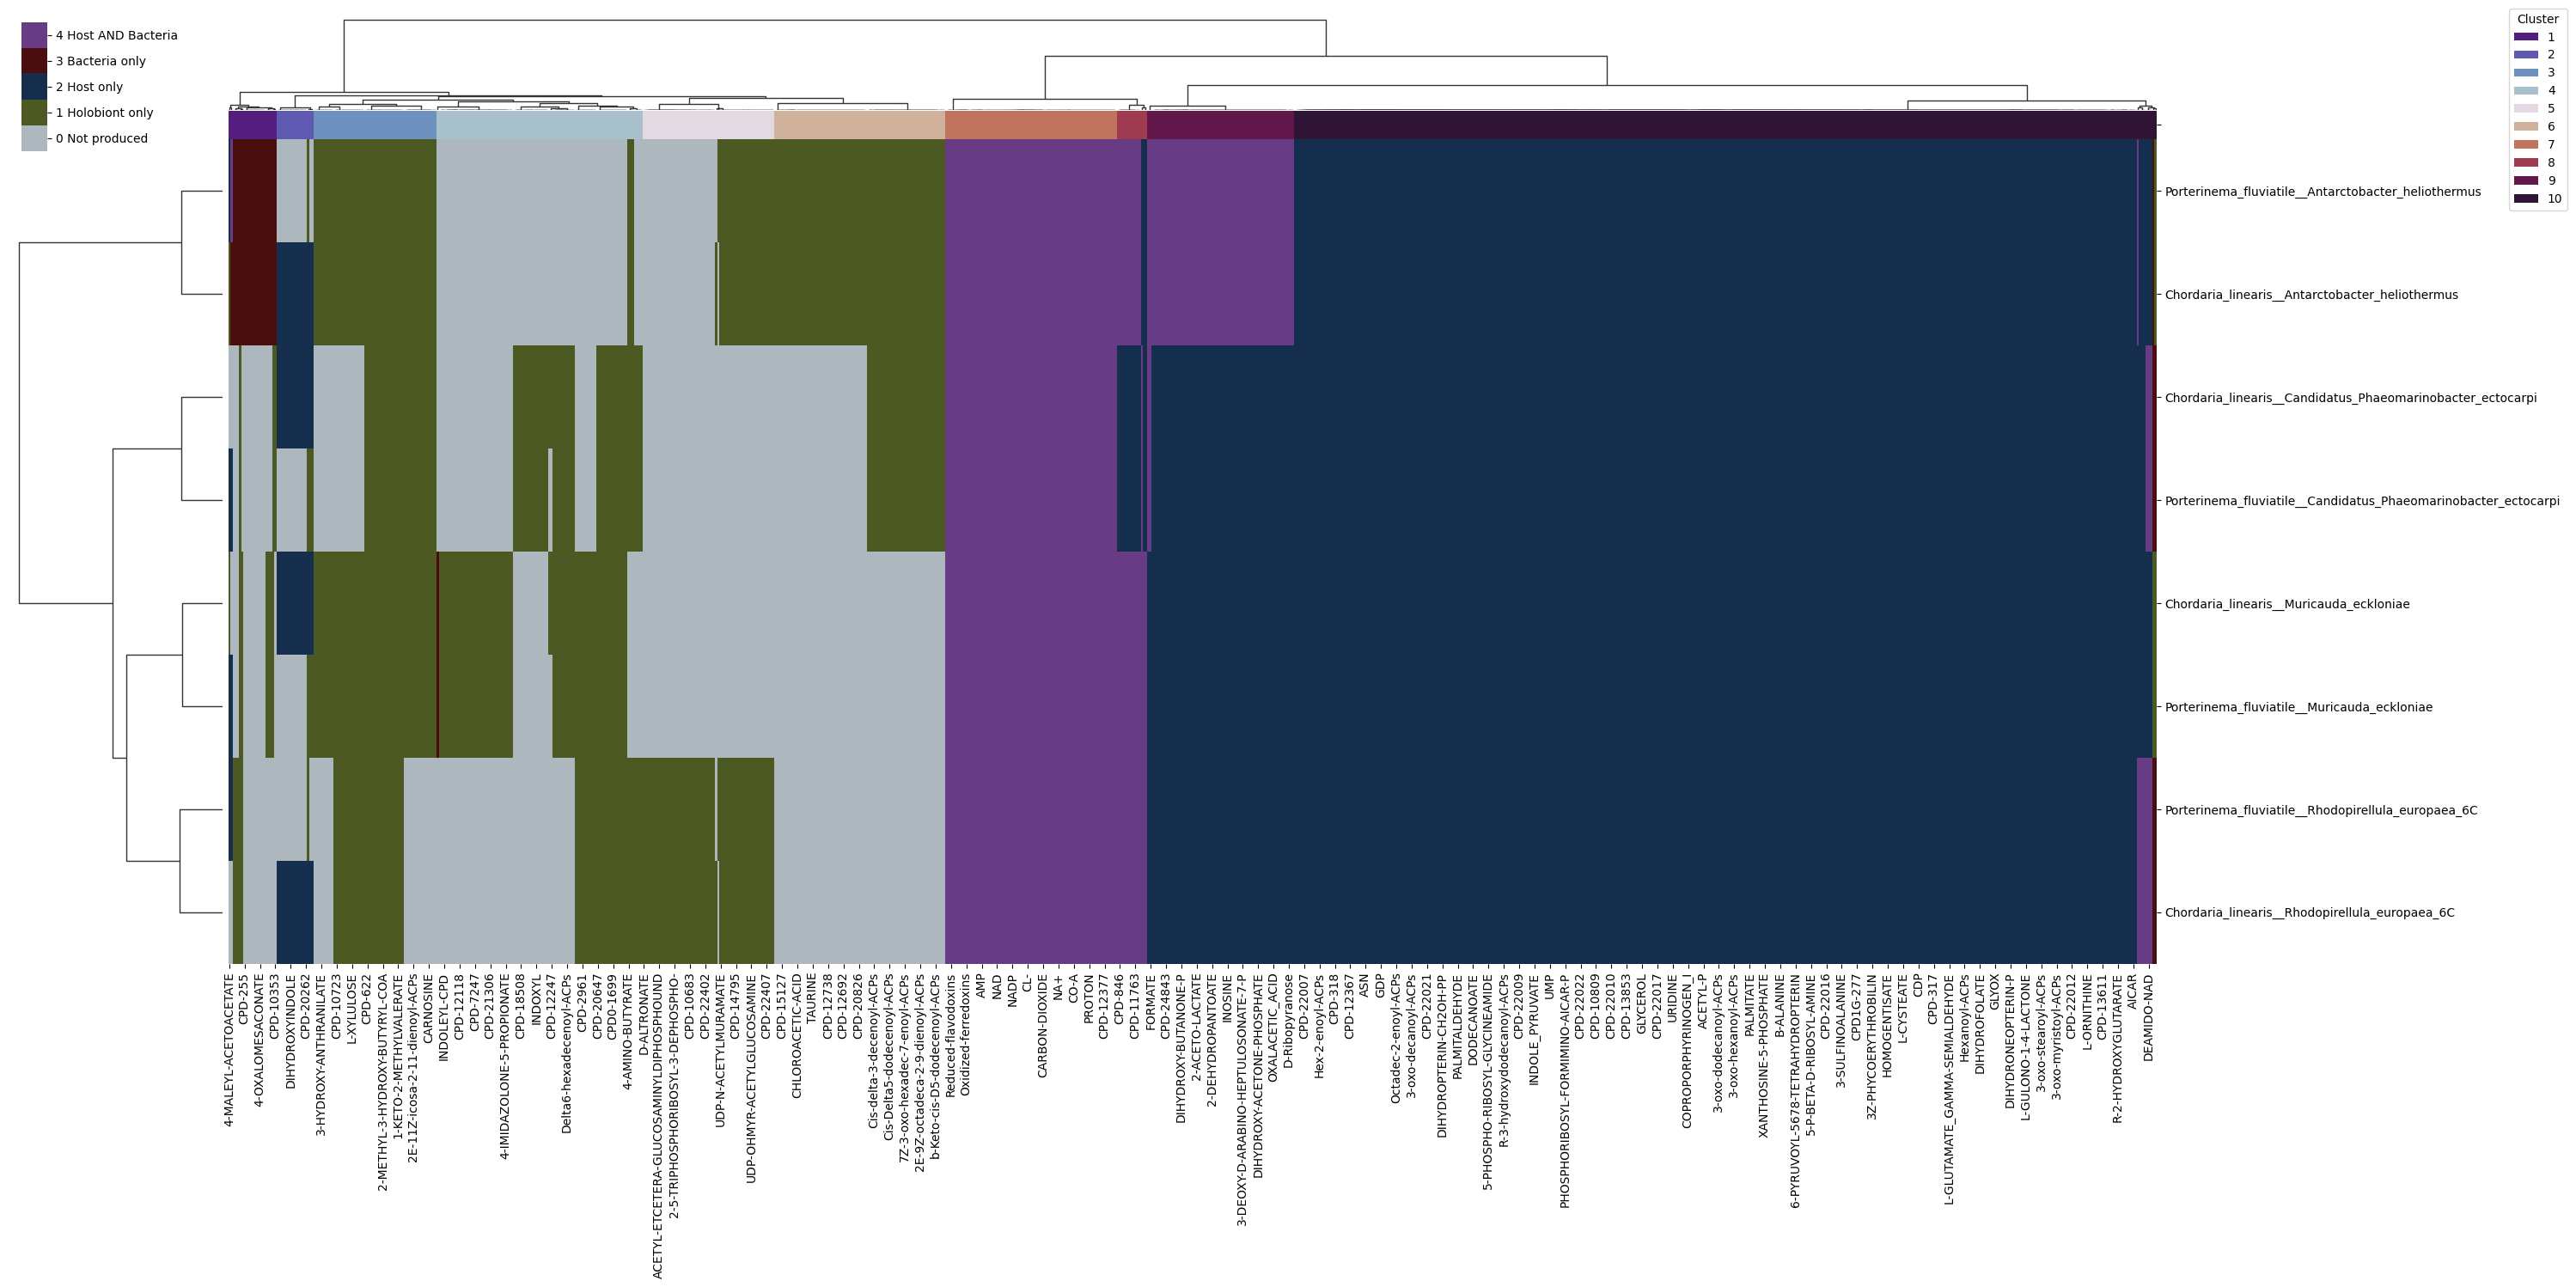 4 Host AND Bacteria
3 Bacteria only
2 Host only
1 Holobiont only
0 Not produced
Cluster
1
2
3
4
5
6
7
8
9
10
Porterinema_fluviatile__Antarctobacter_heliothermus
Chordaria_linearis__Antarctobacter_heliothermus
Chordaria_linearis__Candidatus_Phaeomarinobacter_ectocarpi
Porterinema_fluviatile__Candidatus_Phaeomarinobacter_ectocarpi
Chordaria_linearis__Muricauda_eckloniae
Porterinema_fluviatile__Muricauda_eckloniae
Porterinema_fluviatile__Rhodopirellula_europaea_6C
Chordaria_linearis__Rhodopirellula_europaea_6C
4-MALEYL-ACETOACETATE
CPD-255
4-OXALOMESACONATE
CPD-10353
DIHYDROXYINDOLE
CPD-20262
3-HYDROXY-ANTHRANILATE
CPD-10723
L-XYLULOSE
CPD-622
2-METHYL-3-HYDROXY-BUTYRYL-COA
1-KETO-2-METHYLVALERATE
2E-11Z-icosa-2-11-dienoyl-ACPs
CARNOSINE
INDOLEYL-CPD
CPD-12118
CPD-7247
CPD-21306
4-IMIDAZOLONE-5-PROPIONATE
CPD-18508
INDOXYL
CPD-12247
Delta6-hexadecenoyl-ACPs
CPD-2961
CPD-20647
CPD0-1699
4-AMINO-BUTYRATE
D-ALTRONATE
ACETYL-ETCETERA-GLUCOSAMINYLDIPHOSPHOUND
2-5-TRIPHOSPHORIBOSYL-3-DEPHOSPHO-
CPD-10683
CPD-22402
UDP-N-ACETYLMURAMATE
CPD-14795
UDP-OHMYR-ACETYLGLUCOSAMINE
CPD-22407
CPD-15127
CHLOROACETIC-ACID
TAURINE
CPD-12738
CPD-12692
CPD-20826
Cis-delta-3-decenoyl-ACPs
Cis-Delta5-dodecenoyl-ACPs
7Z-3-oxo-hexadec-7-enoyl-ACPs
2E-9Z-octadeca-2-9-dienoyl-ACPs
b-Keto-cis-D5-dodecenoyl-ACPs
Reduced-flavodoxins
Oxidized-ferredoxins
AMP
NAD
NADP
CL-
CARBON-DIOXIDE
NA+
CO-A
PROTON
CPD-12377
CPD-846
CPD-11763
FORMATE
CPD-24843
DIHYDROXY-BUTANONE-P
2-ACETO-LACTATE
2-DEHYDROPANTOATE
INOSINE
3-DEOXY-D-ARABINO-HEPTULOSONATE-7-P
DIHYDROXY-ACETONE-PHOSPHATE
OXALACETIC_ACID
D-Ribopyranose
CPD-22007
Hex-2-enoyl-ACPs
CPD-318
CPD-12367
ASN
GDP
Octadec-2-enoyl-ACPs
3-oxo-decanoyl-ACPs
CPD-22021
DIHYDROPTERIN-CH2OH-PP
PALMITALDEHYDE
DODECANOATE
5-PHOSPHO-RIBOSYL-GLYCINEAMIDE
R-3-hydroxydodecanoyl-ACPs
CPD-22009
INDOLE_PYRUVATE
UMP
PHOSPHORIBOSYL-FORMIMINO-AICAR-P
CPD-22022
CPD-10809
CPD-22010
CPD-13853
GLYCEROL
CPD-22017
URIDINE
COPROPORPHYRINOGEN_I
ACETYL-P
3-oxo-dodecanoyl-ACPs
3-oxo-hexanoyl-ACPs
PALMITATE
XANTHOSINE-5-PHOSPHATE
B-ALANINE
6-PYRUVOYL-5678-TETRAHYDROPTERIN
5-P-BETA-D-RIBOSYL-AMINE
CPD-22016
3-SULFINOALANINE
CPD1G-277
3Z-PHYCOERYTHROBILIN
HOMOGENTISATE
L-CYSTEATE
CDP
CPD-317
L-GLUTAMATE_GAMMA-SEMIALDEHYDE
Hexanoyl-ACPs
DIHYDROFOLATE
GLYOX
DIHYDRONEOPTERIN-P
L-GULONO-1-4-LACTONE
3-oxo-stearoyl-ACPs
3-oxo-myristoyl-ACPs
CPD-22012
L-ORNITHINE
CPD-13611
R-2-HYDROXYGLUTARATE
AICAR
DEAMIDO-NAD